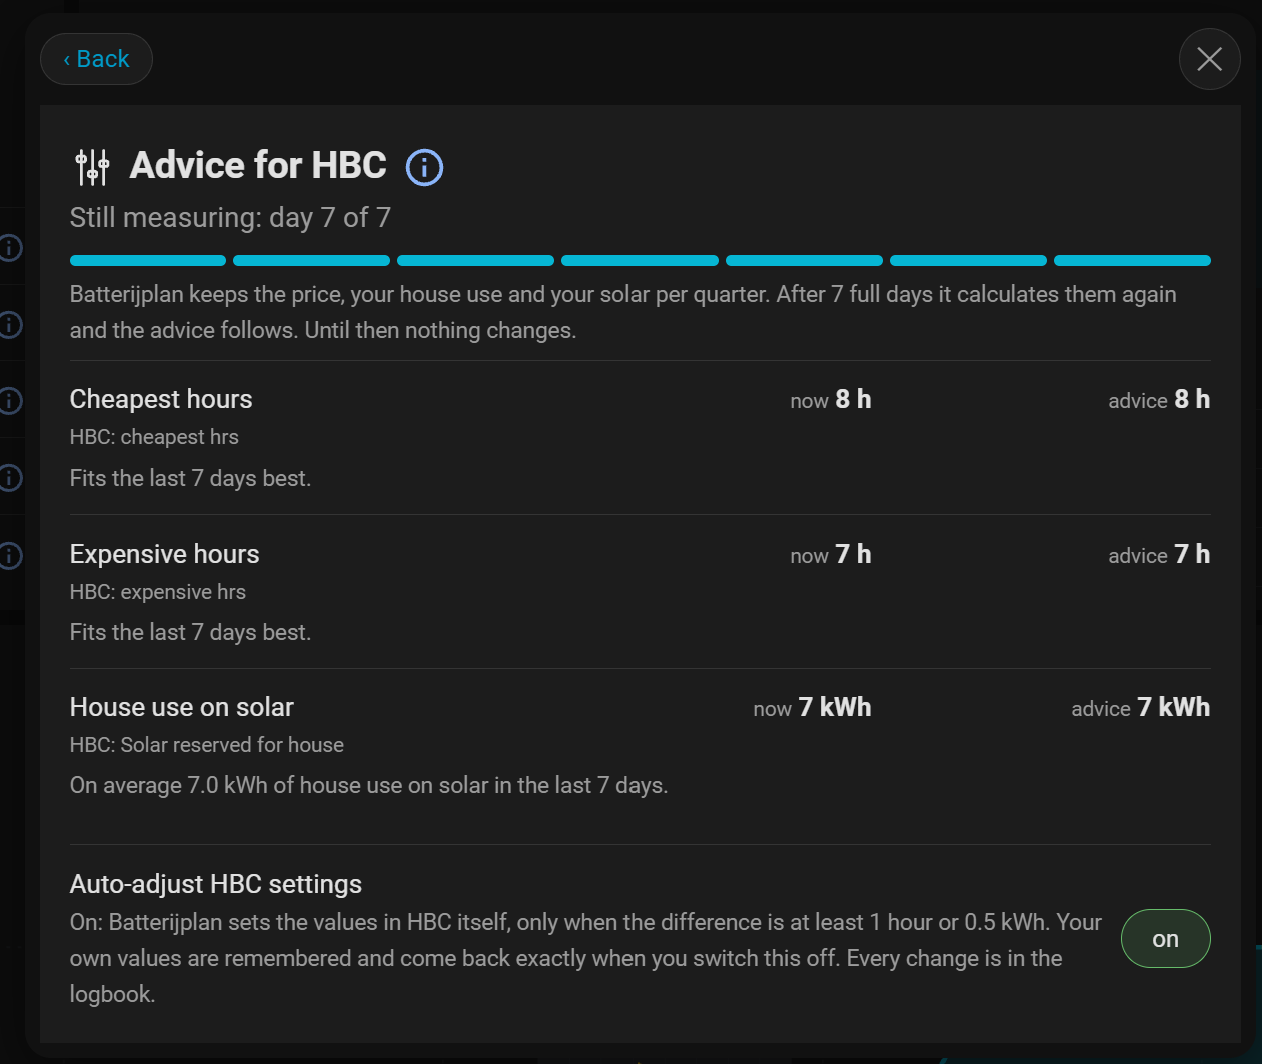 ‹ Back
Advice for HBC
Still measuring: day 7 of 7
Batterijplan keeps the price, your house use and your solar per quarter. After 7 full days it calculates them again
and the advice follows. Until then nothing changes.
Cheapest hours now 8 h advice 8 h
HBC: cheapest hrs
Fits the last 7 days best.
Expensive hours now 7 h advice 7 h
HBC: expensive hrs
Fits the last 7 days best.
House use on solar now 7 kWh advice 7 kWh
HBC: Solar reserved for house
On average 7.0 kWh of house use on solar in the last 7 days.
Auto-adjust HBC settings
On: Batterijplan sets the values in HBC itself, only when the difference is at least 1 hour or 0.5 kWh. Your
own values are remembered and come back exactly when you switch this off. Every change is in the
logbook.
on